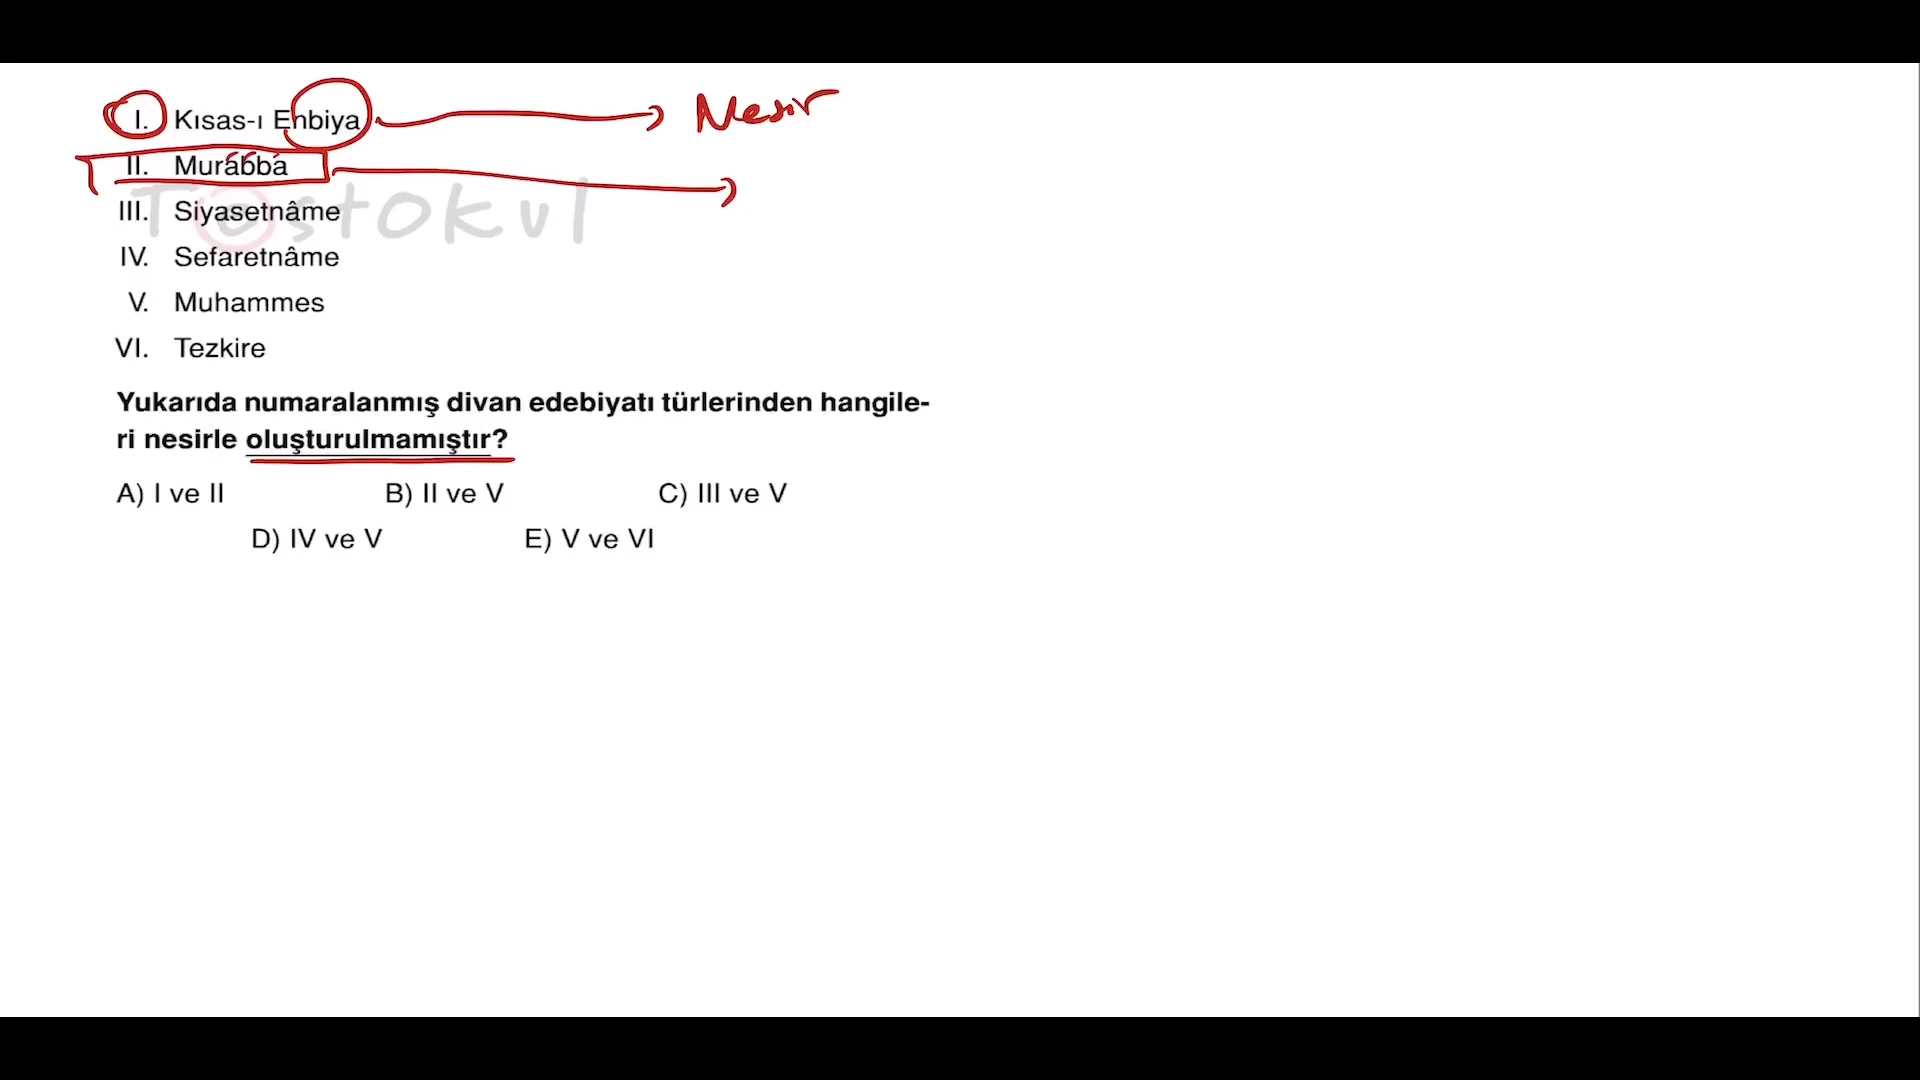 I. Kısas-ı Enbiya Nesir
II. Murabba
Testokul
III. Siyasetnâme
IV. Sefaretnâme
V. Muhammes
VI. Tezkire
Yukarıda numaralanmış divan edebiyatı türlerinden hangile-
ri nesirle oluşturulmamıştır?
A) I ve II B) II ve V C) III ve V
D) IV ve V E) V ve VI